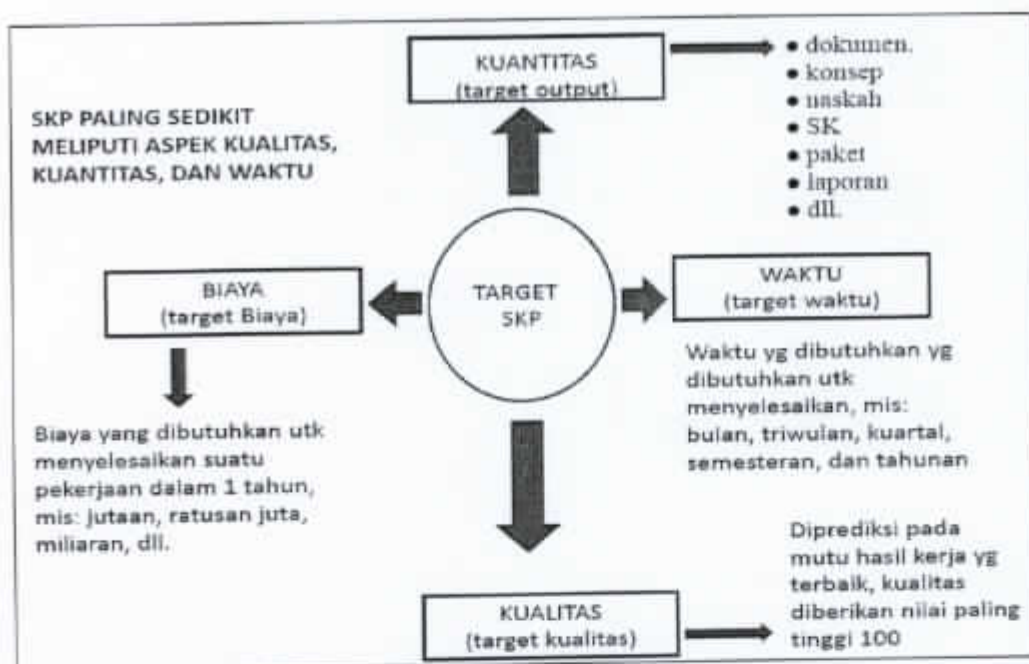 KUANTITAS
(target output)
• dokumen.
• konsep
• naskah
• SK
• paket
• laporan
• dll.
SKP PALING SEDIKIT
MELIPUTI ASPEK KUALITAS,
KUANTITAS, DAN WAKTU
BIAYA
(target Biaya)
TARGET
SKP
WAKTU
(target waktu)
Biaya yang dibutuhkan utk
menyelesaikan suatu
pekerjaan dalam 1 tahun,
mis: jutaan, ratusan juta,
miliaran, dll.
Waktu yg dibutuhkan yg
dibutuhkan utk
menyelesaikan, mis:
bulan, triwulan, kuartal,
semesteran, dan tahunan
KUALITAS
(target kualitas)
Diprediksi pada
mutu hasil kerja yg
terbaik, kualitas
diberikan nilai paling
tinggi 100